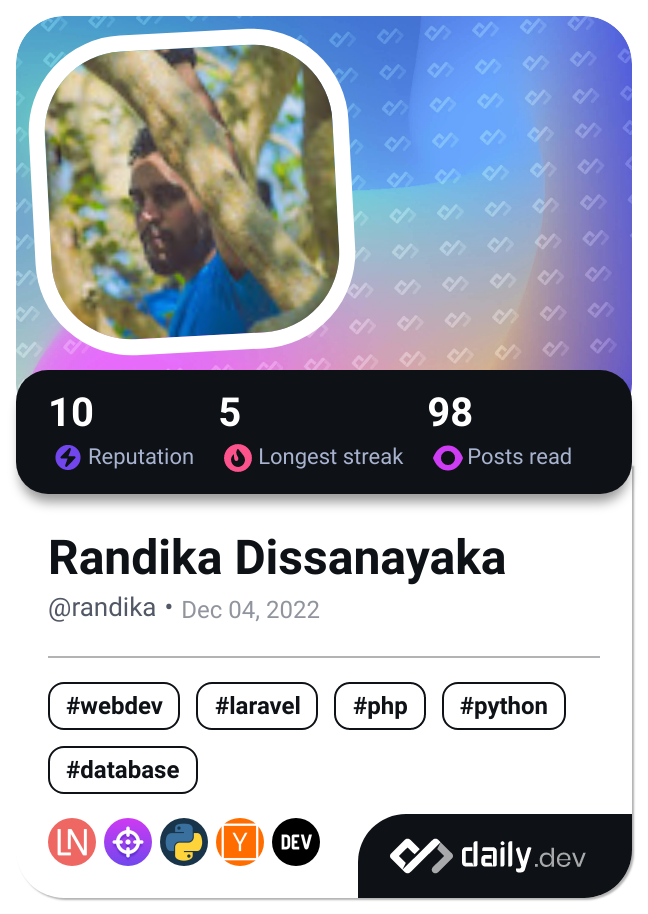 10 5 98
Reputation Longest streak Posts read
Randika Dissanayaka
@randika • Dec 04, 2022
#webdev #laravel #php #python
#database
LN Y DEV daily.dev